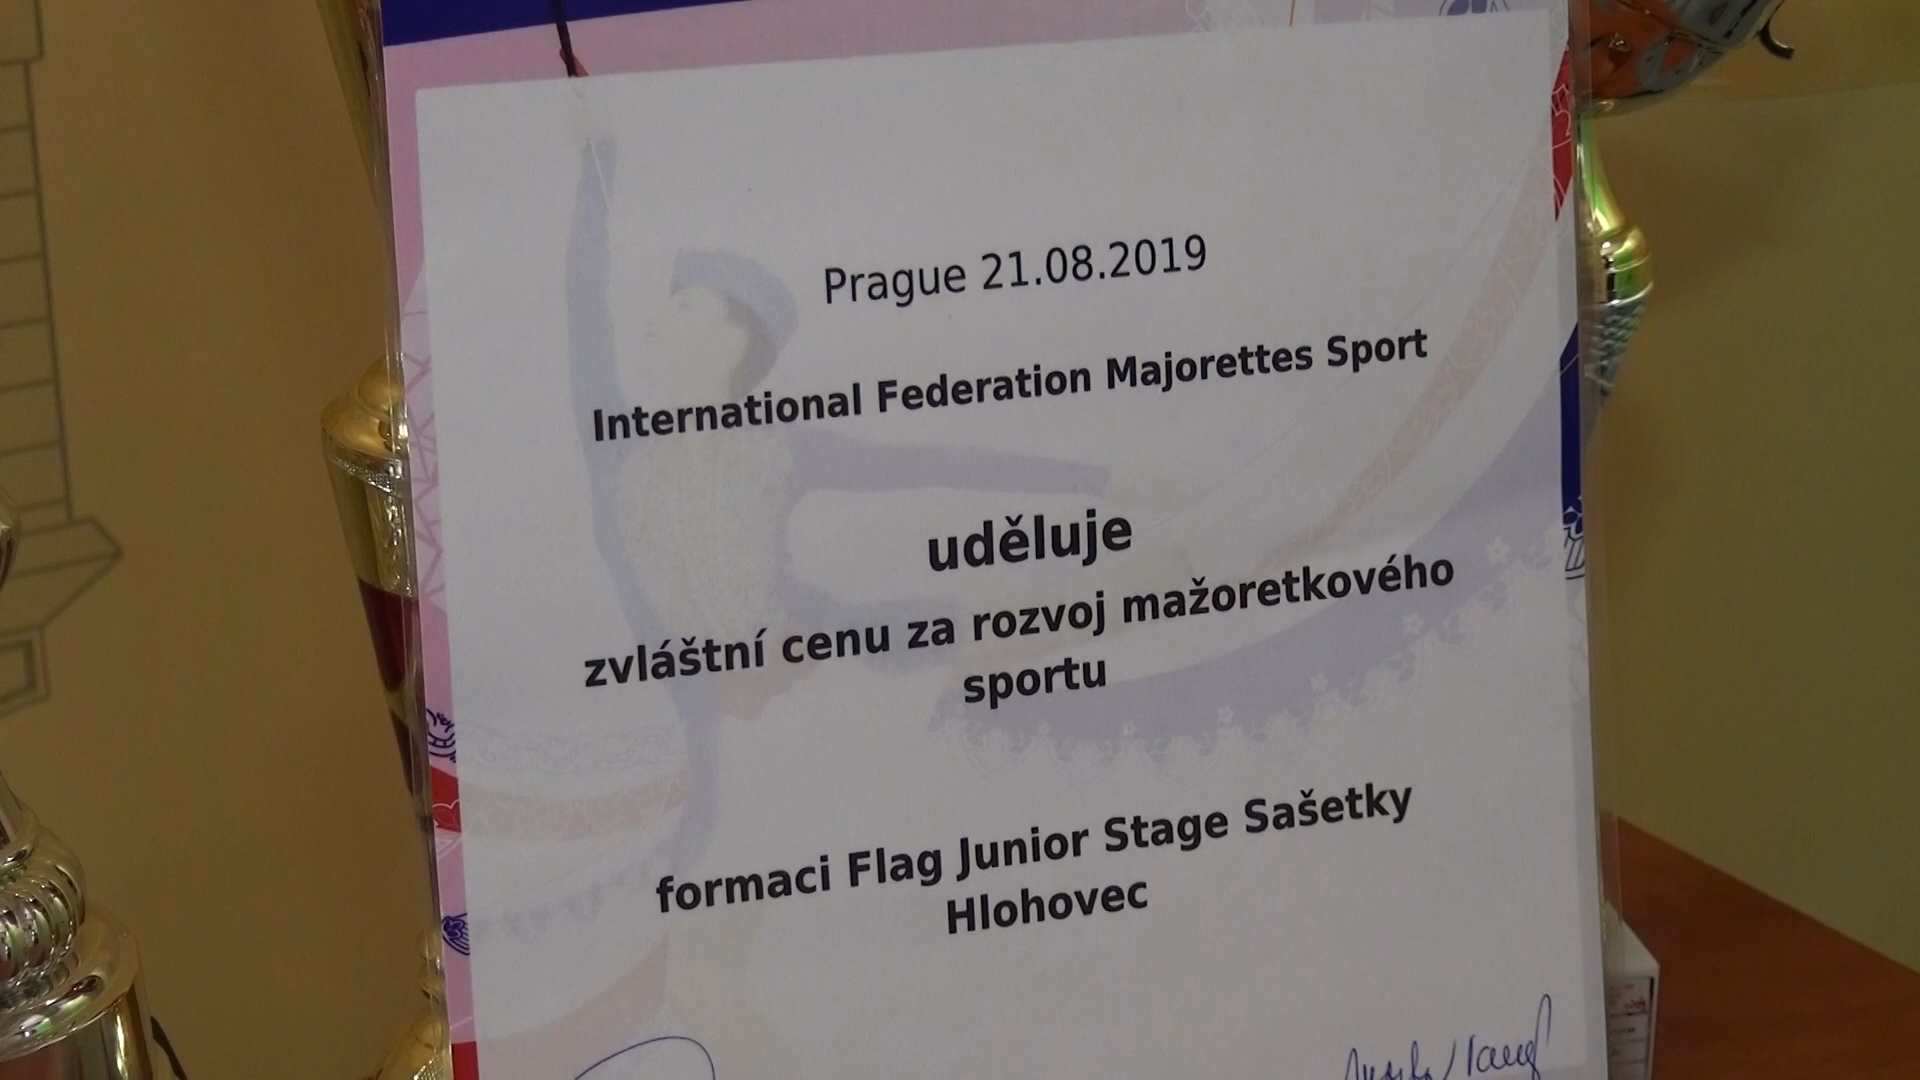 Prague 21.08.2019
International Federation Majorettes Sport
uděluje
zvláštní cenu za rozvoj mažoretkového
sportu
formaci Flag Junior Stage Sašetky
Hlohovec